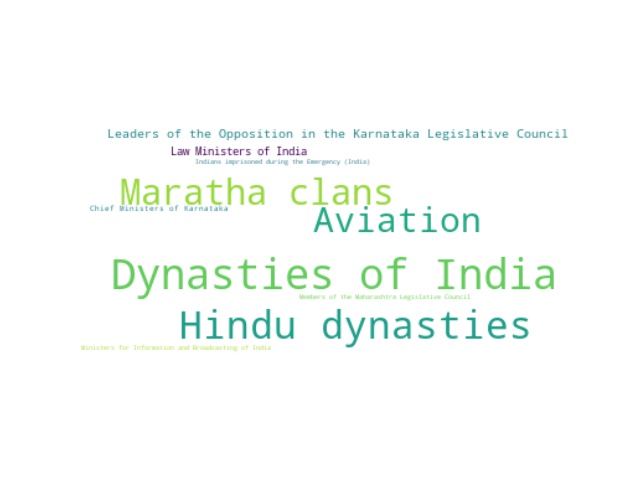 Leaders of the Opposition in the Karnataka Legislative Council
Law Ministers of India
Indians imprisoned during the Emergency (India)
Maratha clans
Chief Ministers of Karnataka
Aviation
Dynasties of India
Members of the Maharashtra Legislative Council
Hindu dynasties
Ministers for Information and Broadcasting of India